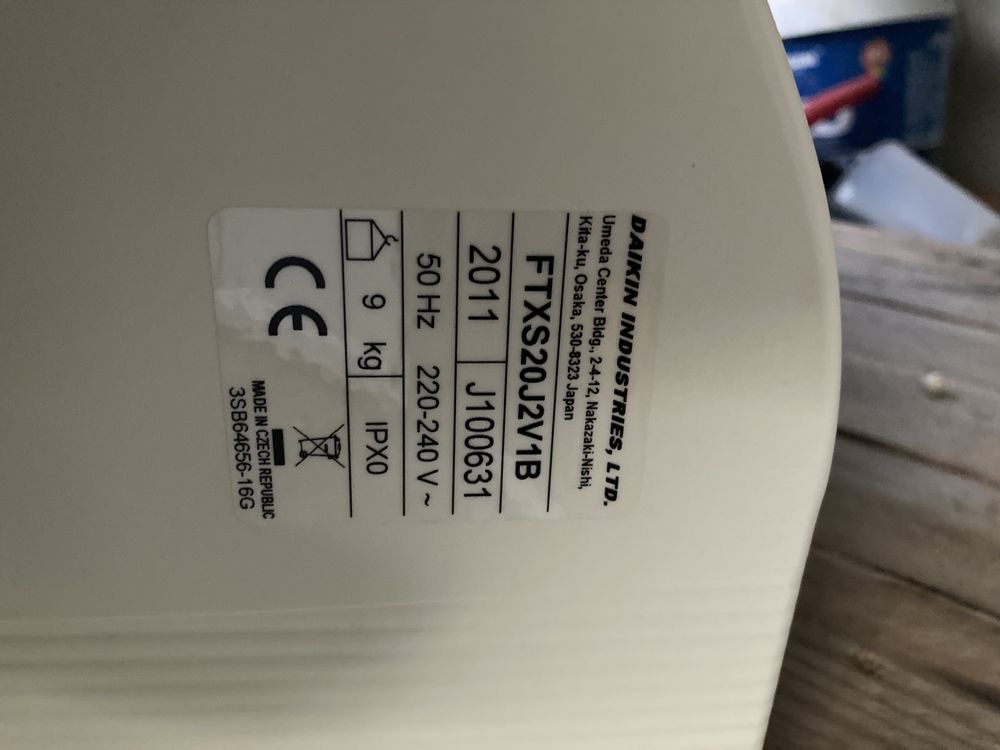 DAIKIN INDUSTRIES, LTD.
Umeda Center Bldg., 2-4-12, Nakazaki-Nishi,
Kita-ku, Osaka, 530-8323 Japan
FTXS20J2V1B
2011 J100631
50 Hz 220-240 V ~
9 kg IPX0
CE
MADE IN CZECH REPUBLIC
3SB64656-16G